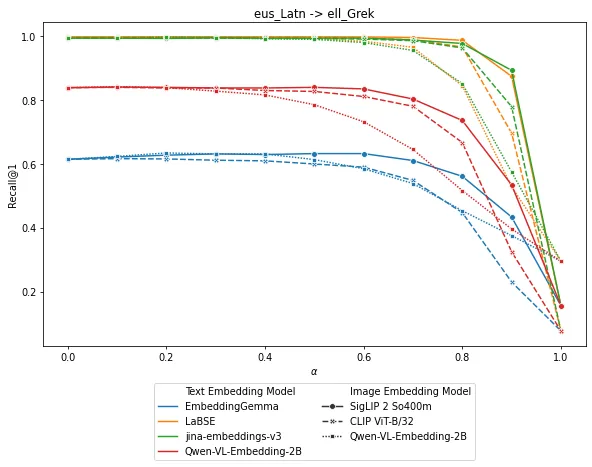 eus_Latn -> ell_Grek
Recall@1
1.0
0.8
0.6
0.4
0.2
0.0 0.2 0.4 0.6 0.8 1.0
α
Text Embedding Model
EmbeddingGemma
LaBSE
jina-embeddings-v3
Qwen-VL-Embedding-2B
Image Embedding Model
SigLIP 2 So400m
CLIP ViT-B/32
Qwen-VL-Embedding-2B